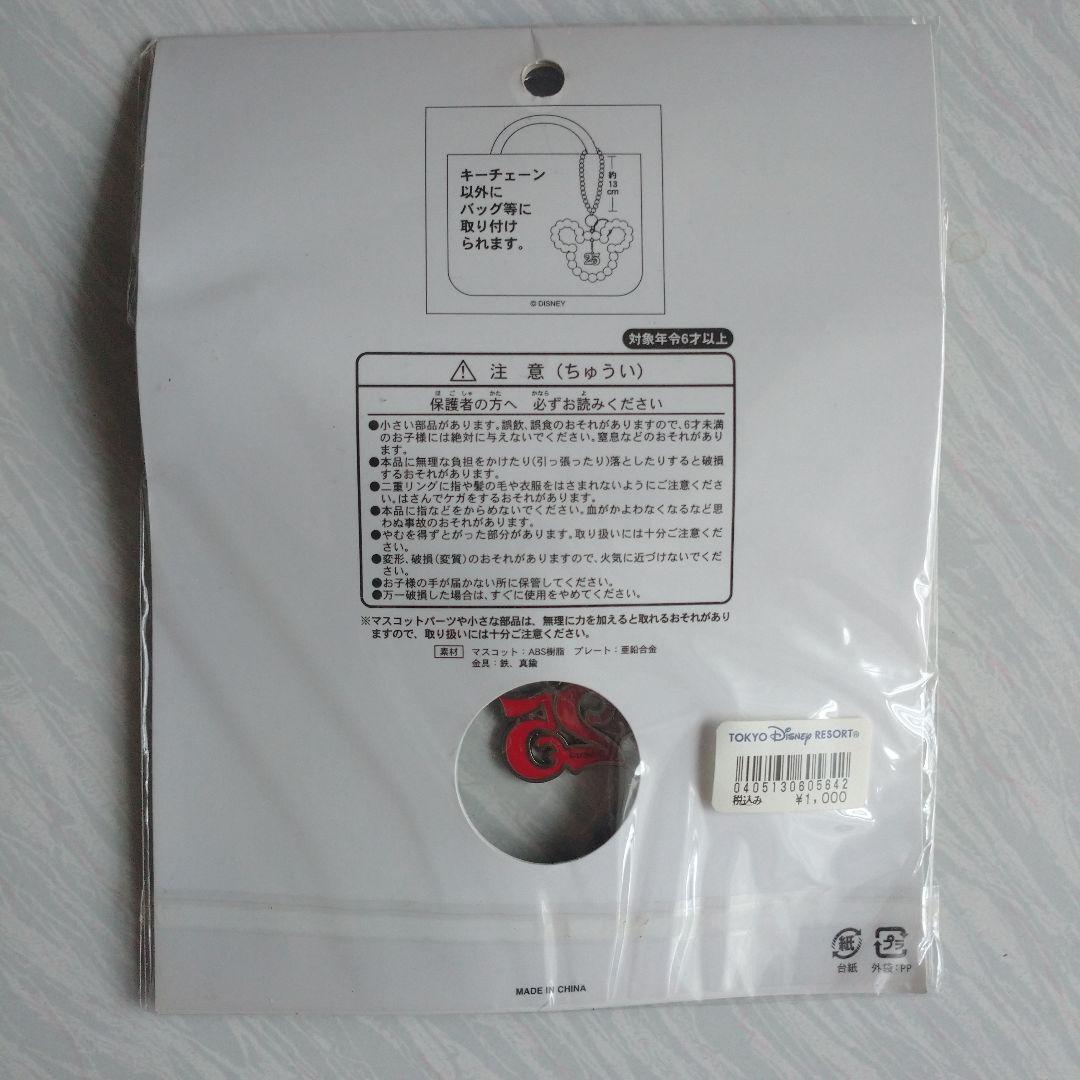 キーチェーン
以外に
バッグ等に
取り付け
られます。
約
13
cm
25
© DISNEY
対象年令6才以上
注 意 (ちゅうい)
ほごしゃ かた かなら よ
保護者の方へ 必ずお読みください
●小さい部品があります。誤飲、誤食のおそれがありますので、6才未満
のお子様には絶対に与えないでください。窒息などのおそれがあり
ます。
●本品に無理な負担をかけたり(引っ張ったり)落としたりすると破損
するおそれがあります。
●二重リングに指や髪の毛や衣服をはさまれないようにご注意くださ
い。はさんでケガをするおそれがあります。
●本品に指などをからめないでください。血がかよわなくなるなど思
わぬ事故のおそれがあります。
●やむを得ずとがった部分があります。取り扱いには十分ご注意くだ
さい。
●変形、破損(変質)のおそれがありますので、火気に近づけないでくだ
さい。
●お子様の手が届かない所に保管してください。
●万一破損した場合は、すぐに使用をやめてください。
※マスコットパーツや小さな部品は、無理に力を加えると取れるおそれがあり
ますので、取り扱いには十分ご注意ください。
素材 マスコット：ABS樹脂 プレート：亜鉛合金
金具：鉄、真鍮
TOKYO Disney RESORT®
0405130605642
税込み ¥1,000
紙 プラ
台紙 外袋：PP
MADE IN CHINA